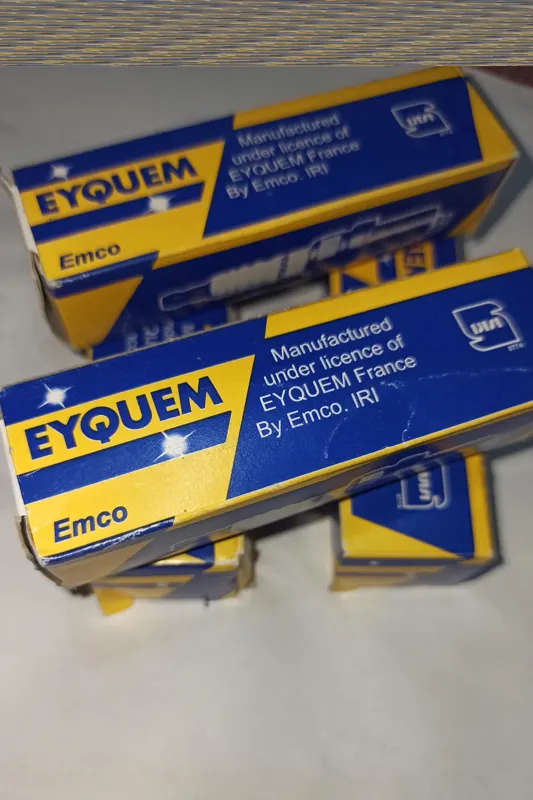 EYQUEM
Emco
Manufactured
under licence of
EYQUEM France
By Emco. IRI
EYQUEM
Emco
Manufactured
under licence of
EYQUEM France
By Emco. IRI